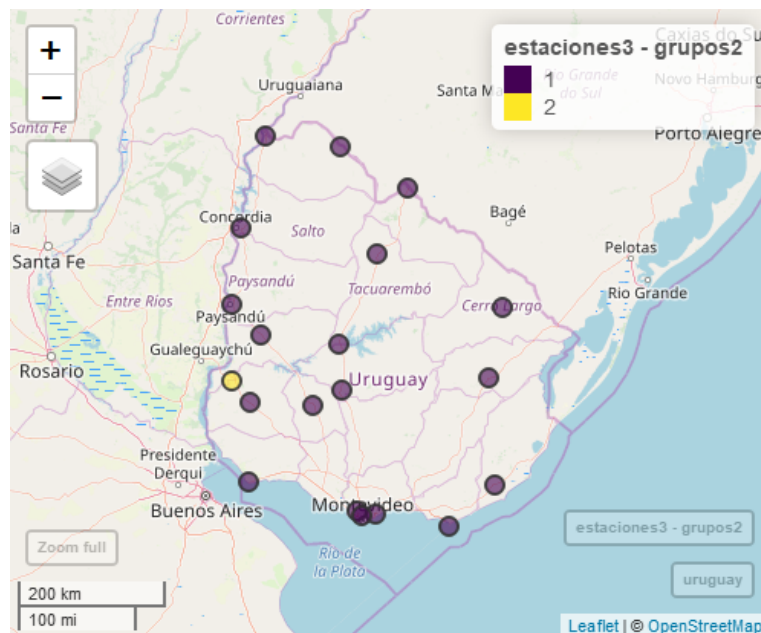 Corrientes
Caxias do Su
+
−
estaciones3 - grupos2
1
2
Uruguaiana
Santa Ma
Rio Grande
do Sul
Novo Hamburg
Santa Fe
Porto Alegre
Concordia
Salto
Bagé
la
Santa Fe
Pelotas
Paysandú
Tacuarembó
Entre Ríos
Rio Grande
Cerro Largo
Paysandú
Gualeguaychú
Rosario
Uruguay
Presidente
Derqui
Buenos Aires
Montevideo
estaciones3 - grupos2
Zoom full
Río de
la Plata
uruguay
200 km
100 mi
Leaflet | © OpenStreetMap